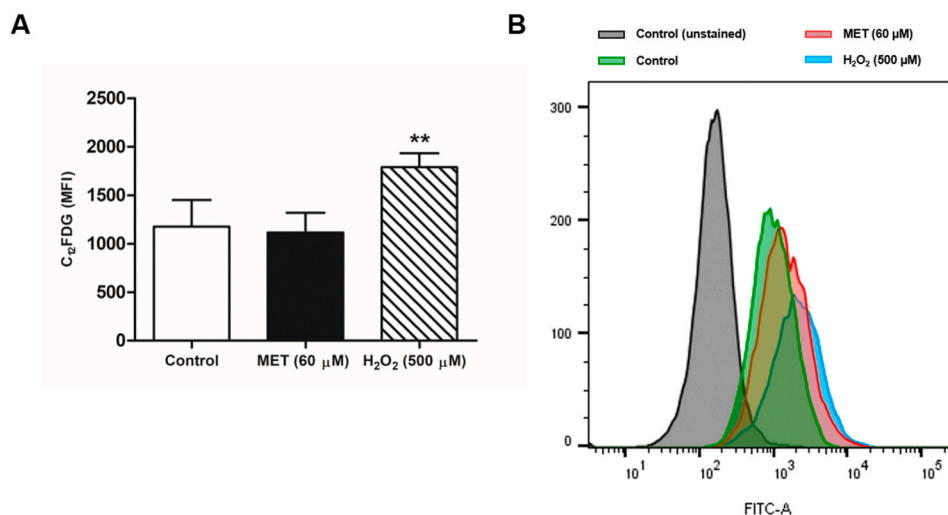 A
C₁₂FDG (MFI)
2500
2000
1500
1000
500
0
**
Control
MET (60 μM)
H₂O₂ (500 μM)
B
Control (unstained)
MET (60 μM)
Control
H₂O₂ (500 μM)
300
200
100
0
10¹
10²
10³
10⁴
10⁵
FITC-A